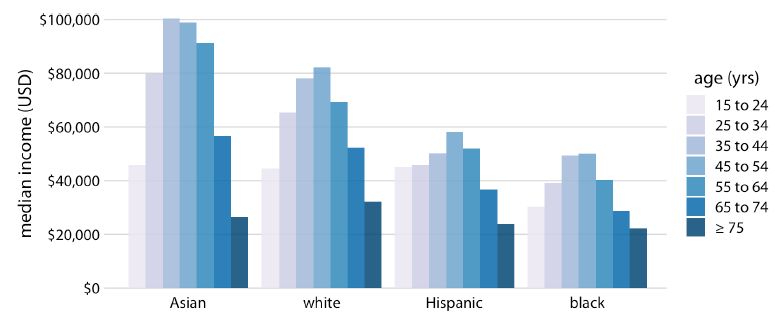 $100,000
$80,000
$60,000
$40,000
$20,000
$0
median income (USD)
Asian
white
Hispanic
black
age (yrs)
15 to 24
25 to 34
35 to 44
45 to 54
55 to 64
65 to 74
≥ 75